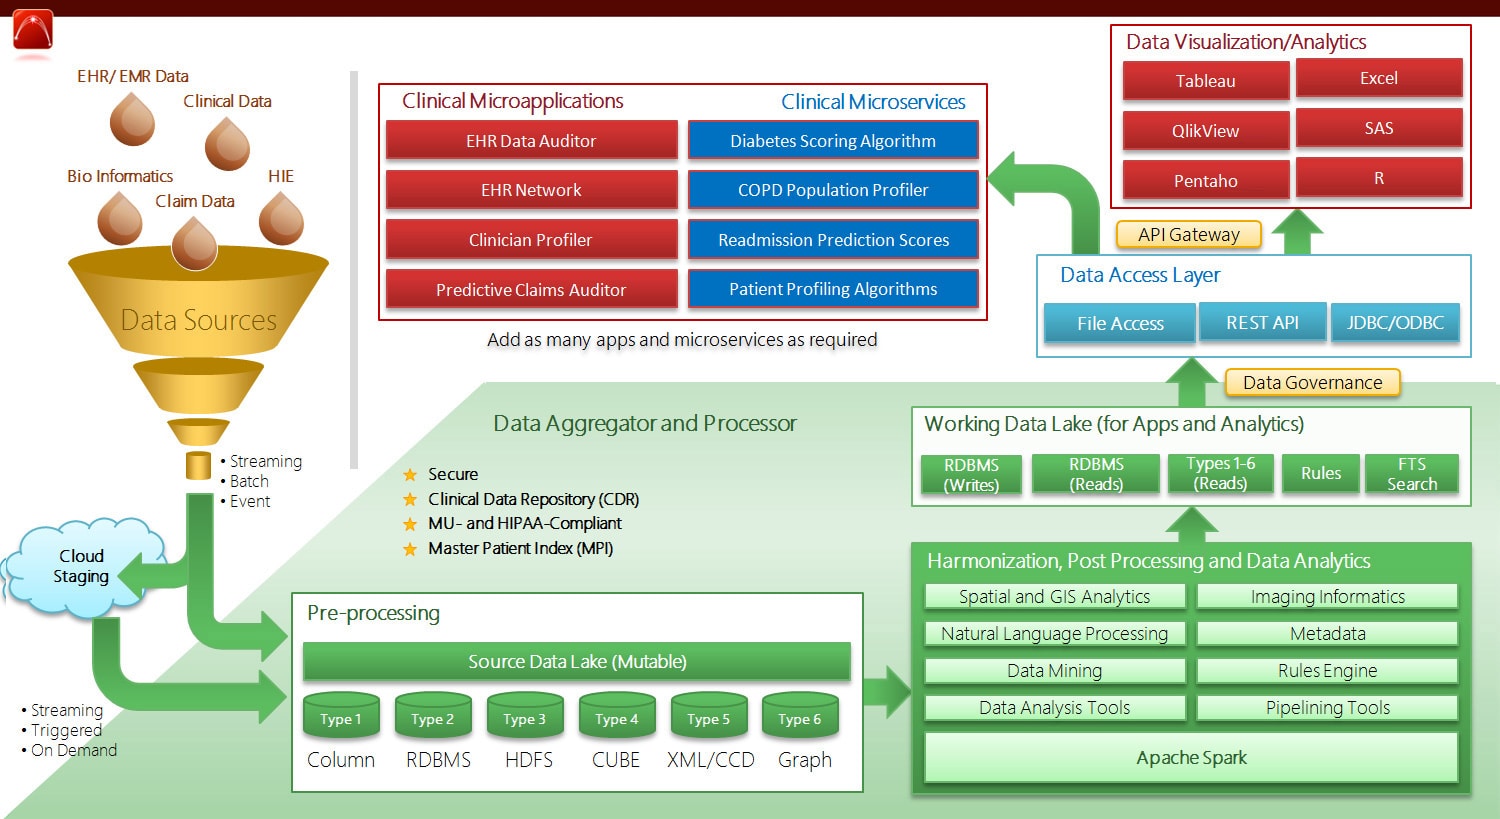 EHR/ EMR Data
Clinical Data
Bio Informatics
HIE
Claim Data
Data Sources
• Streaming
• Batch
• Event
Cloud
Staging
• Streaming
• Triggered
• On Demand
Clinical Microapplications
Clinical Microservices
EHR Data Auditor
Diabetes Scoring Algorithm
EHR Network
COPD Population Profiler
Clinician Profiler
Readmission Prediction Scores
Predictive Claims Auditor
Patient Profiling Algorithms
Add as many apps and microservices as required
Data Visualization/Analytics
Tableau
Excel
QlikView
SAS
Pentaho
R
API Gateway
Data Access Layer
File Access
REST API
JDBC/ODBC
Data Governance
Data Aggregator and Processor
Secure
Clinical Data Repository (CDR)
MU- and HIPAA-Compliant
Master Patient Index (MPI)
Working Data Lake (for Apps and Analytics)
RDBMS
(Writes)
RDBMS
(Reads)
Types 1-6
(Reads)
Rules
FTS
Search
Pre-processing
Source Data Lake (Mutable)
Type 1
Type 2
Type 3
Type 4
Type 5
Type 6
Column
RDBMS
HDFS
CUBE
XML/CCD
Graph
Harmonization, Post Processing and Data Analytics
Spatial and GIS Analytics
Imaging Informatics
Natural Language Processing
Metadata
Data Mining
Rules Engine
Data Analysis Tools
Pipelining Tools
Apache Spark